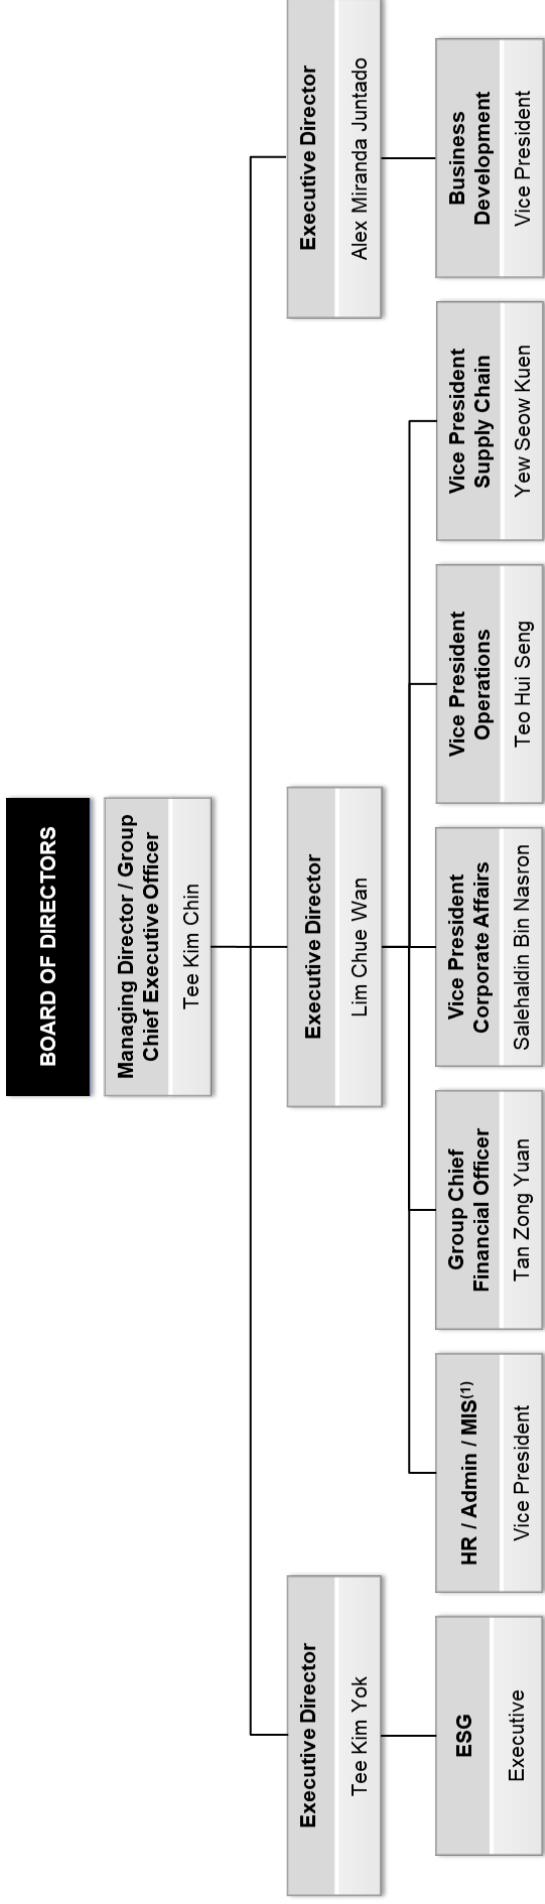 BOARD OF DIRECTORS
Managing Director / Group
Chief Executive Officer
Tee Kim Chin
Executive Director
Tee Kim Yok
Executive Director
Lim Chue Wan
Executive Director
Alex Miranda Juntado
ESG
Executive
HR / Admin / MIS⁽¹⁾
Vice President
Group Chief
Financial Officer
Tan Zong Yuan
Vice President
Corporate Affairs
Salehaldin Bin Nasron
Vice President
Operations
Teo Hui Seng
Vice President
Supply Chain
Yew Seow Kuen
Business
Development
Vice President